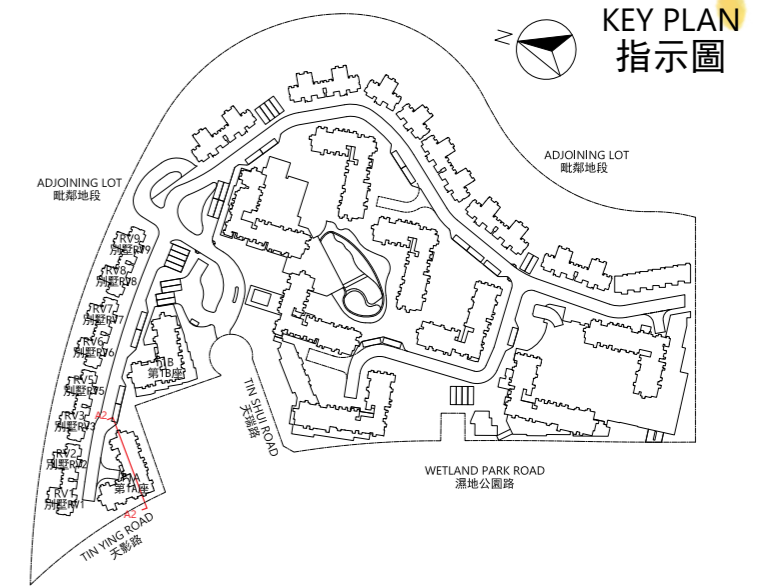 KEY PLAN
指示圖
N
ADJOINING LOT
毗鄰地段
ADJOINING LOT
毗鄰地段
RV9
別墅RV9
RV8
別墅RV8
RV7
別墅RV7
RV6
別墅RV6
RV5
別墅RV5
RV3
別墅RV3
RV2
別墅RV2
RV1
別墅RV1
T1B
第1B座
A2
T1A
第1A座
A2
TIN SHUI ROAD
天瑞路
WETLAND PARK ROAD
濕地公園路
TIN YING ROAD
天影路